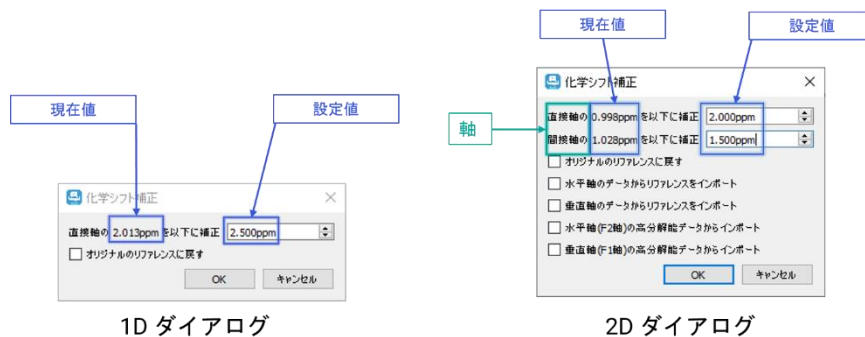 現在値
設定値
化学シフト補正
直接軸の 2.013ppm を以下に補正 2.500ppm
オリジナルのリファレンスに戻す
OK
キャンセル
1D ダイアログ
現在値
設定値
軸
化学シフト補正
直接軸の 0.998ppm を以下に補正 2.000ppm
間接軸の 1.028ppm を以下に補正 1.500ppm
オリジナルのリファレンスに戻す
水平軸のデータからリファレンスをインポート
垂直軸のデータからリファレンスをインポート
水平軸(F2軸)の高分解能データからインポート
垂直軸(F1軸)の高分解能データからインポート
OK
キャンセル
2D ダイアログ